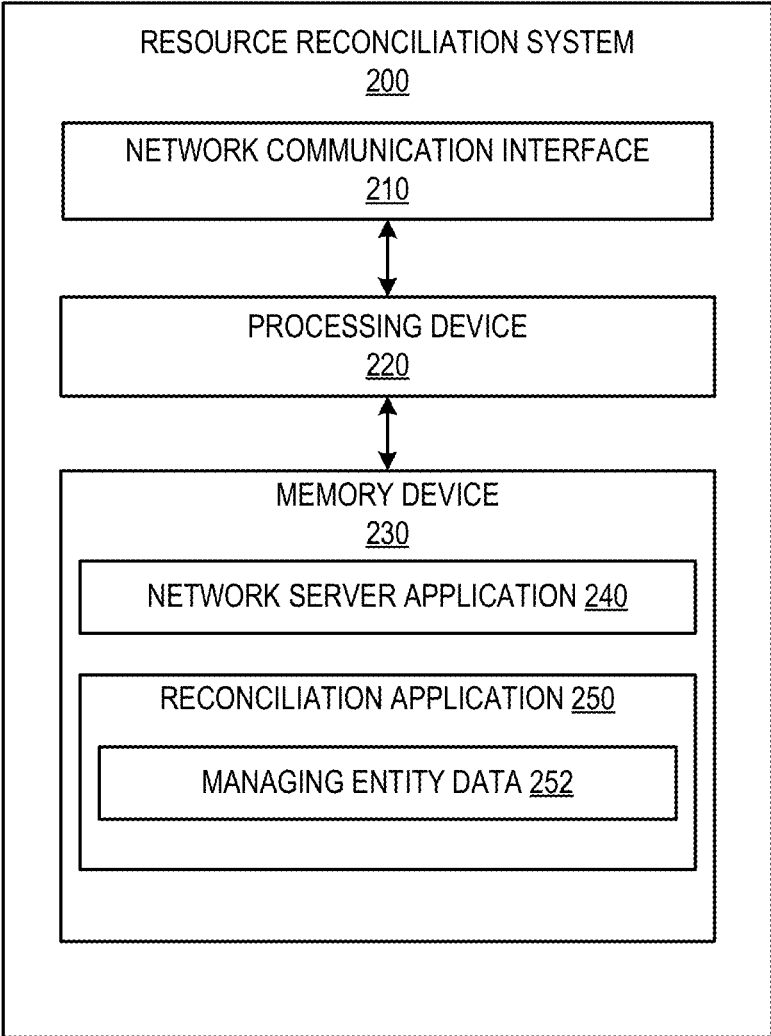 RESOURCE RECONCILIATION SYSTEM
200
NETWORK COMMUNICATION INTERFACE
210
PROCESSING DEVICE
220
MEMORY DEVICE
230
NETWORK SERVER APPLICATION 240
RECONCILIATION APPLICATION 250
MANAGING ENTITY DATA 252